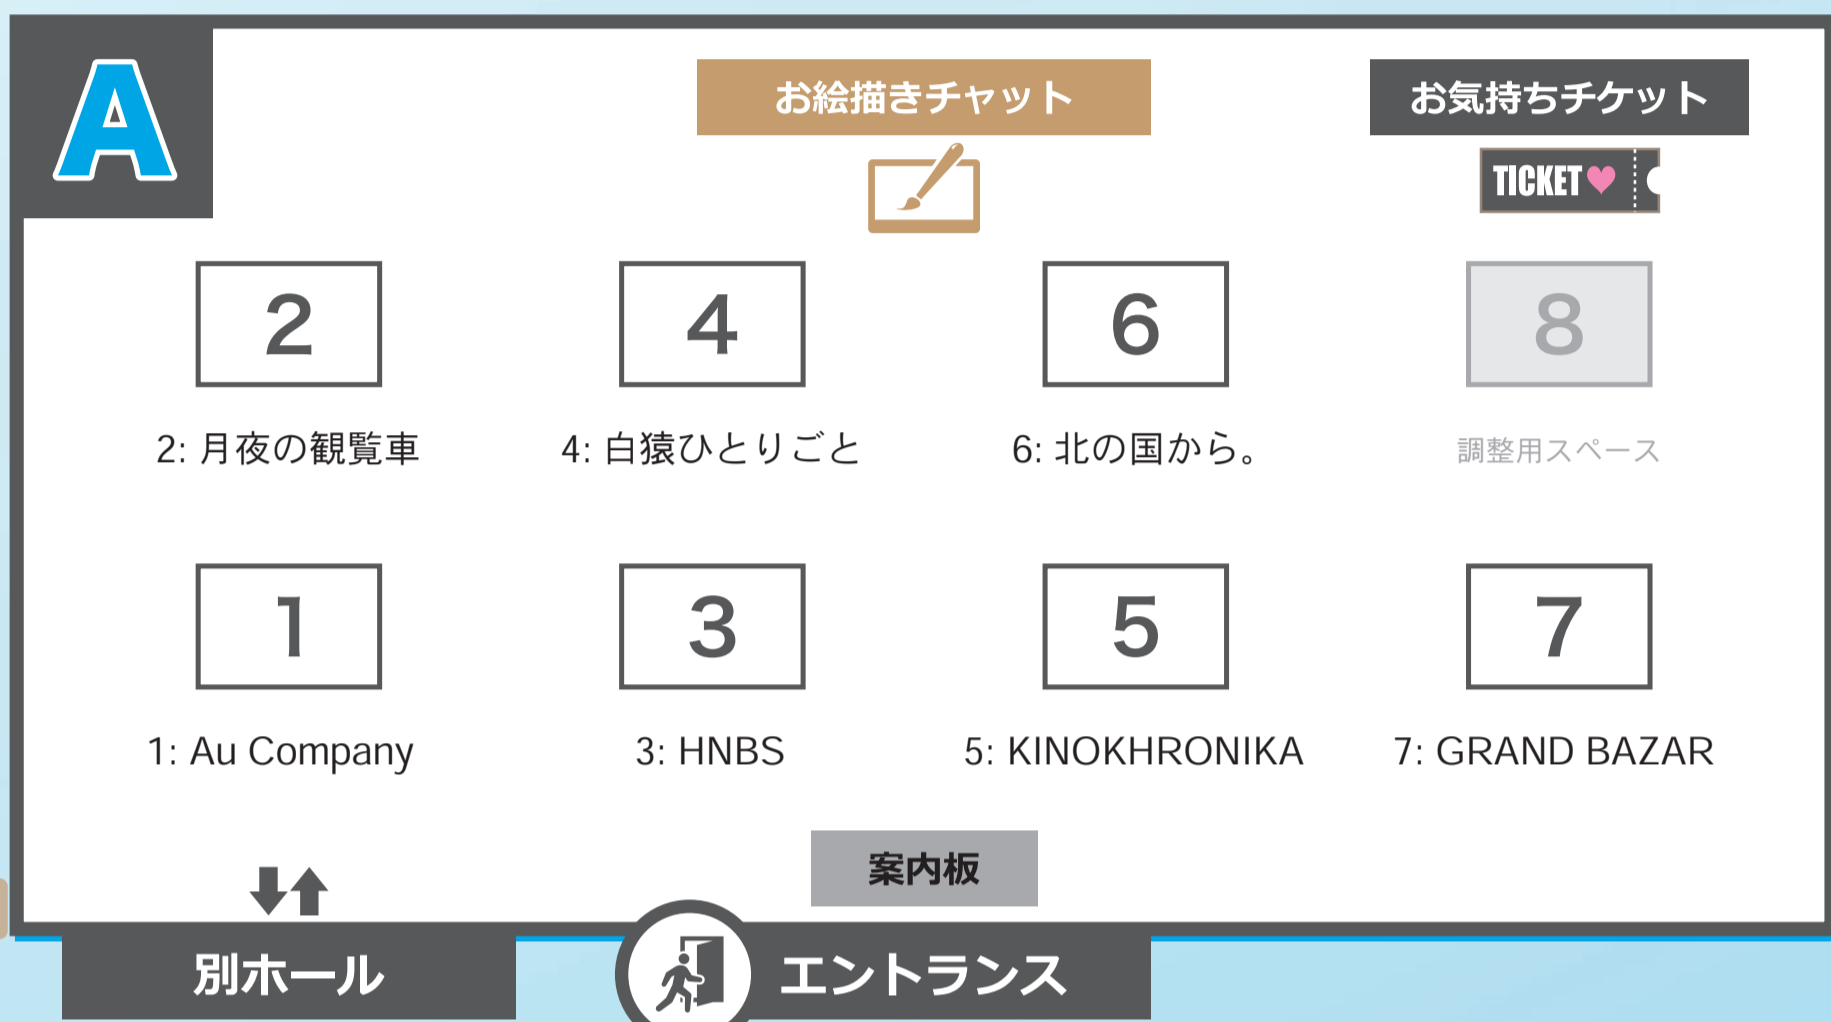 A
お絵描きチャット
お気持ちチケット
TICKET
2
4
6
8
2: 月夜の観覧車
4: 白猿ひとりごと
6: 北の国から。
調整用スペース
1
3
5
7
1: Au Company
3: HNBS
5: KINOKHRONIKA
7: GRAND BAZAR
案内板
別ホール
エントランス